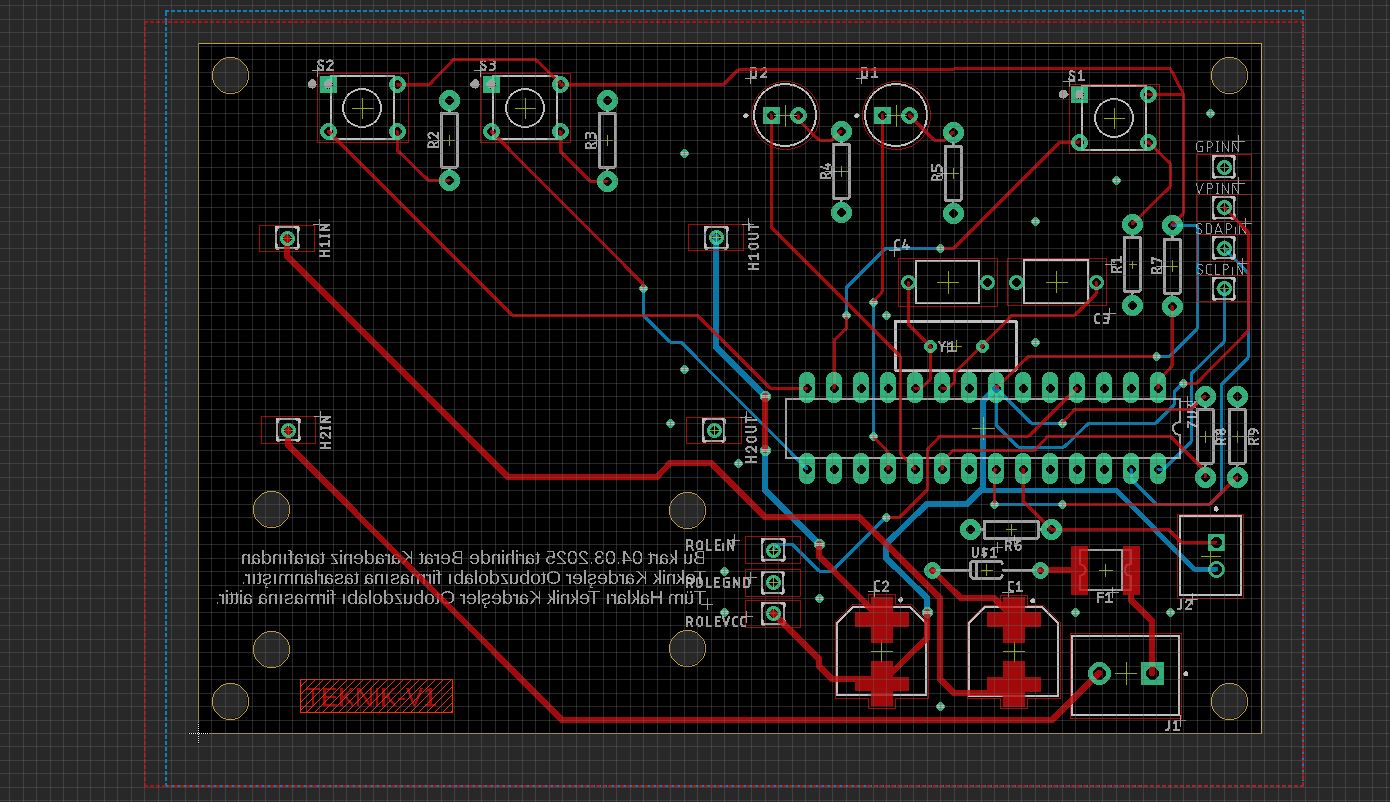 S2
S3
D2
D1
S1
R2
R3
R4
R5
GPINN
VPINN
SDAPiN
SCLPiN
H1IN
H1OUT
C4
R1
R7
C3
Y1
H2IN
H2OUT
R8
R9
ROLEiN
ROLEGND
ROLEVCC
R6
U$1
F1
J2
C2
C1
J1
Bu kart 04.03.2025 tarihinde Berat Karadeniz tarafından
Teknik Kardeşler Otobuzdolabı firmasına tasarlanmıştır.
Tüm Hakları Teknik Kardeşler Otobuzdolabı firmasına aittir.
TEKNIK-V1